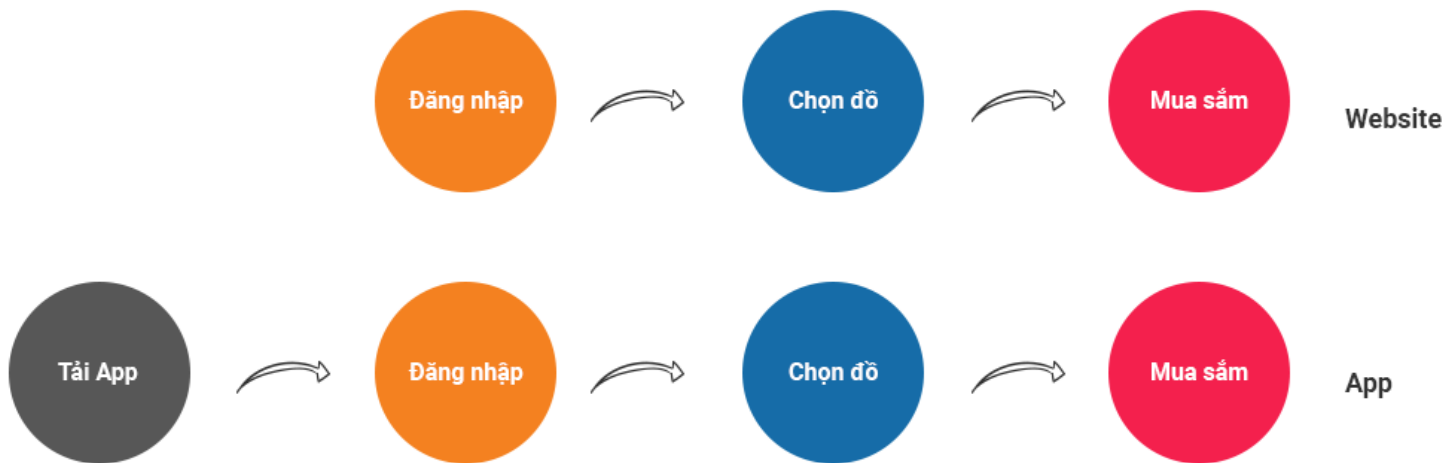 Đăng nhập
Chọn đồ
Mua sắm
Website
Tải App
Đăng nhập
Chọn đồ
Mua sắm
App